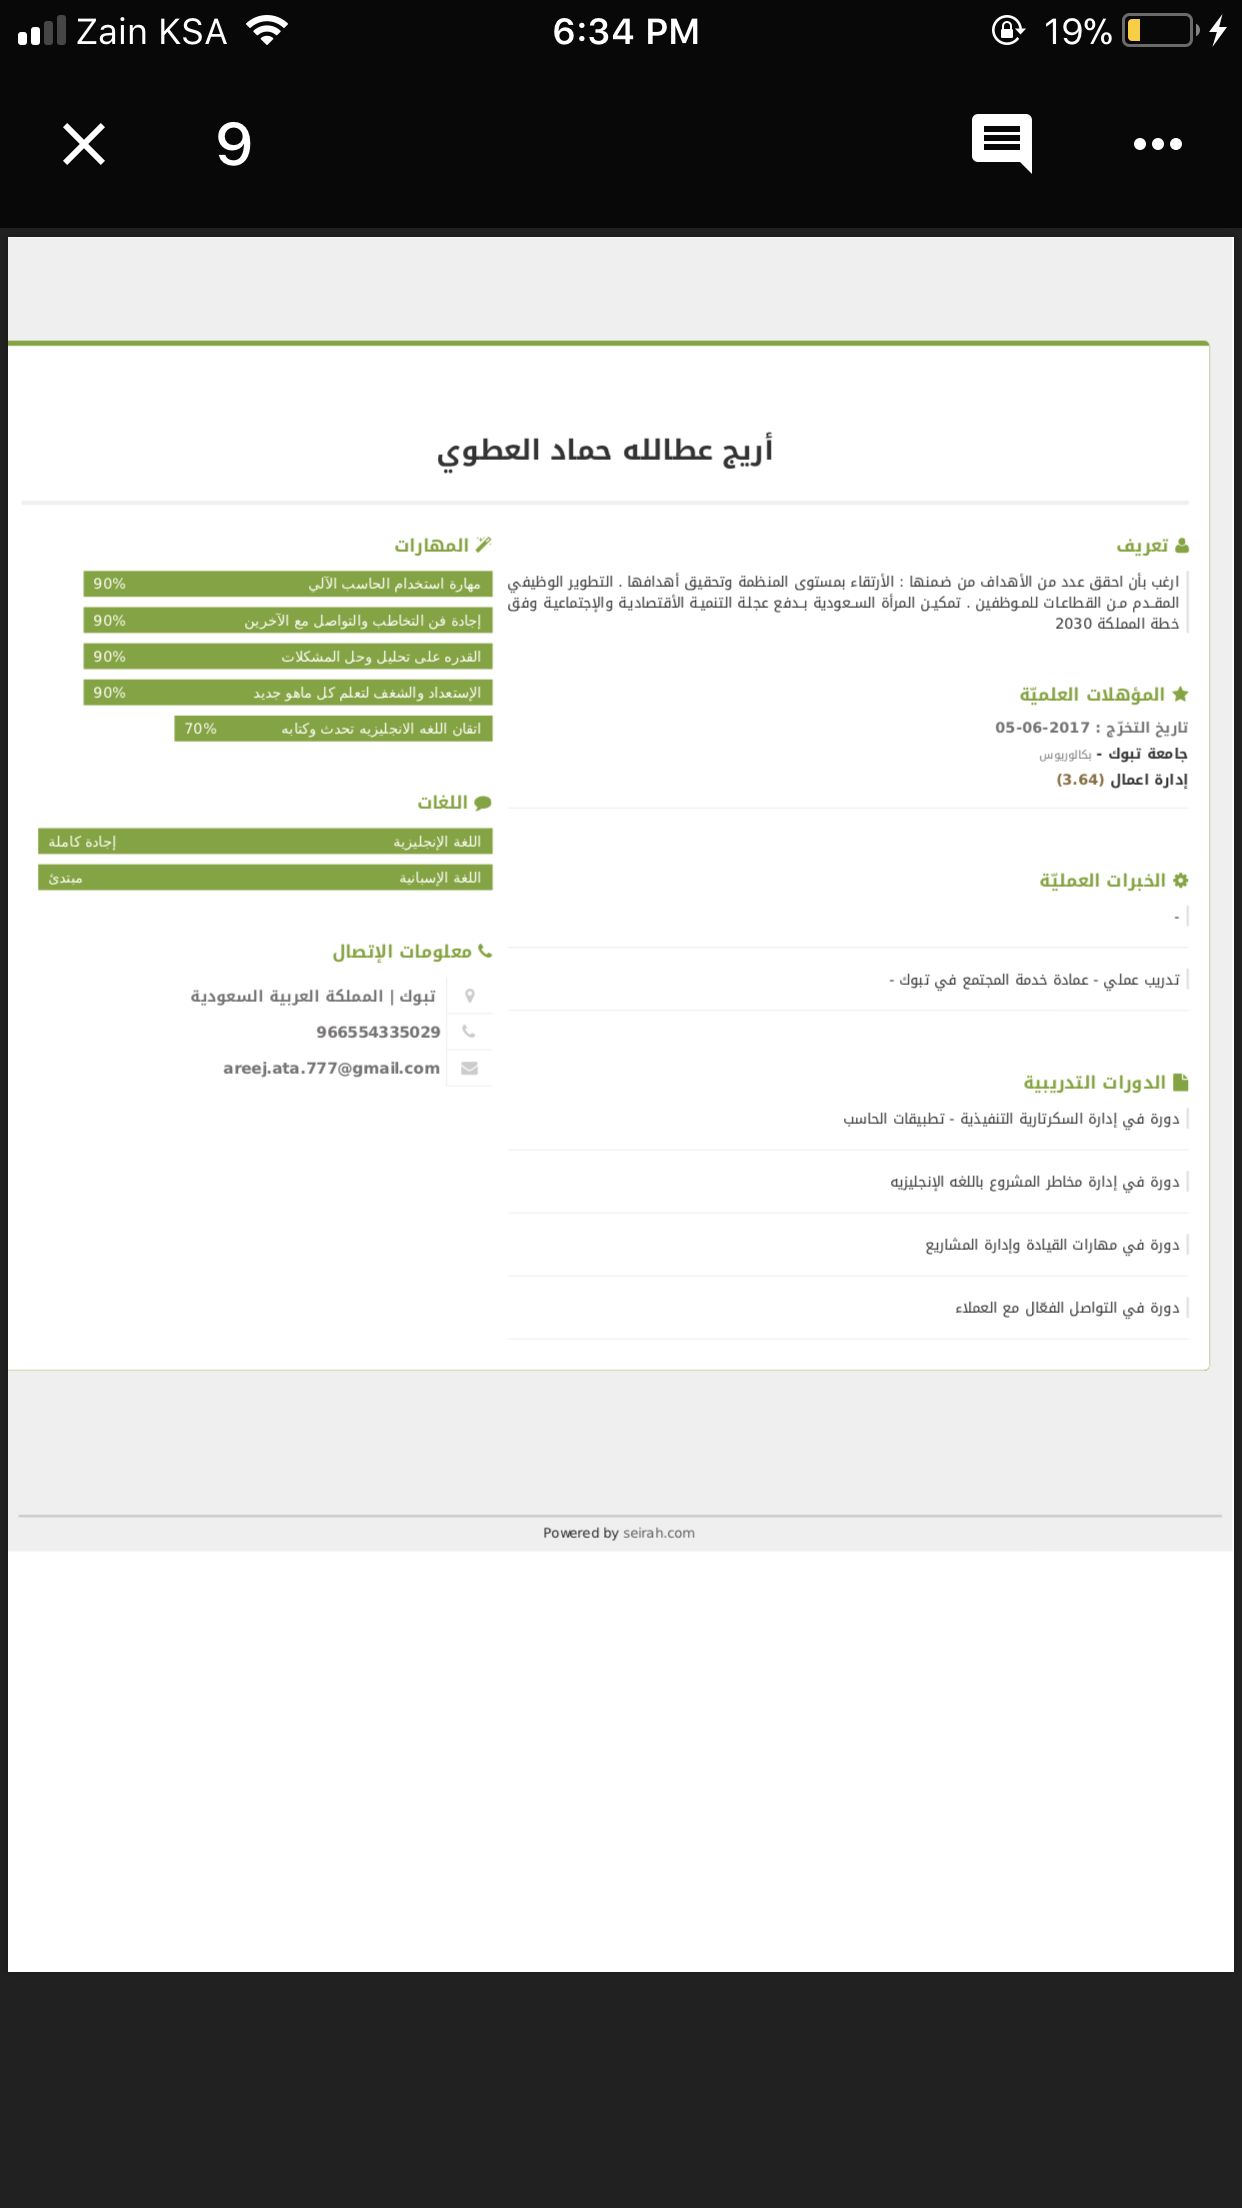 Zain KSA
6:34 PM
19%
9
أريج عطاالله حماد العطوي
تعريف
ارغب بأن احقق عدد من الأهداف من ضمنها : الأرتقاء بمستوى المنظمة وتحقيق أهدافها . التطوير الوظيفي
المقدم من القطاعات للموظفين . تمكين المرأة السعودية بدفع عجلة التنمية الأقتصادية والإجتماعية وفق
خطة المملكة 2030
المؤهلات العلميّة
تاريخ التخرّج : 2017-06-05
جامعة تبوك - بكالوريوس
إدارة اعمال (3.64)
الخبرات العمليّة
-
تدريب عملي - عمادة خدمة المجتمع في تبوك -
الدورات التدريبية
دورة في إدارة السكرتارية التنفيذية - تطبيقات الحاسب
دورة في إدارة مخاطر المشروع باللغه الإنجليزيه
دورة في مهارات القيادة وإدارة المشاريع
دورة في التواصل الفعّال مع العملاء
المهارات
مهارة استخدام الحاسب الآلي 90%
إجادة فن التخاطب والتواصل مع الآخرين 90%
القدره على تحليل وحل المشكلات 90%
الإستعداد والشغف لتعلم كل ماهو جديد 90%
اتقان اللغه الانجليزيه تحدث وكتابه 70%
اللغات
اللغة الإنجليزية إجادة كاملة
اللغة الإسبانية مبتدئ
معلومات الإتصال
تبوك | المملكة العربية السعودية
966554335029
areej.ata.777@gmail.com
Powered by seirah.com